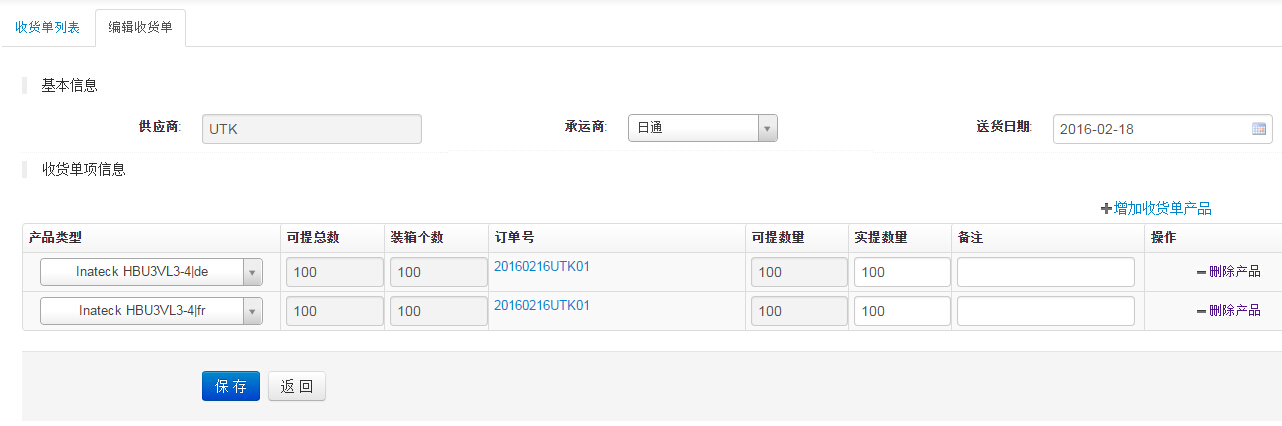 收货单列表 编辑收货单
基本信息
供应商: UTK 承运商: 日通 送货日期: 2016-02-18
收货单项信息
增加收货单产品
产品类型 可提总数 装箱个数 订单号 可提数量 实提数量 备注 操作
Inateck HBU3VL3-4|de 100 100 20160216UTK01 100 100 删除产品
Inateck HBU3VL3-4|fr 100 100 20160216UTK01 100 100 删除产品
保 存 返 回